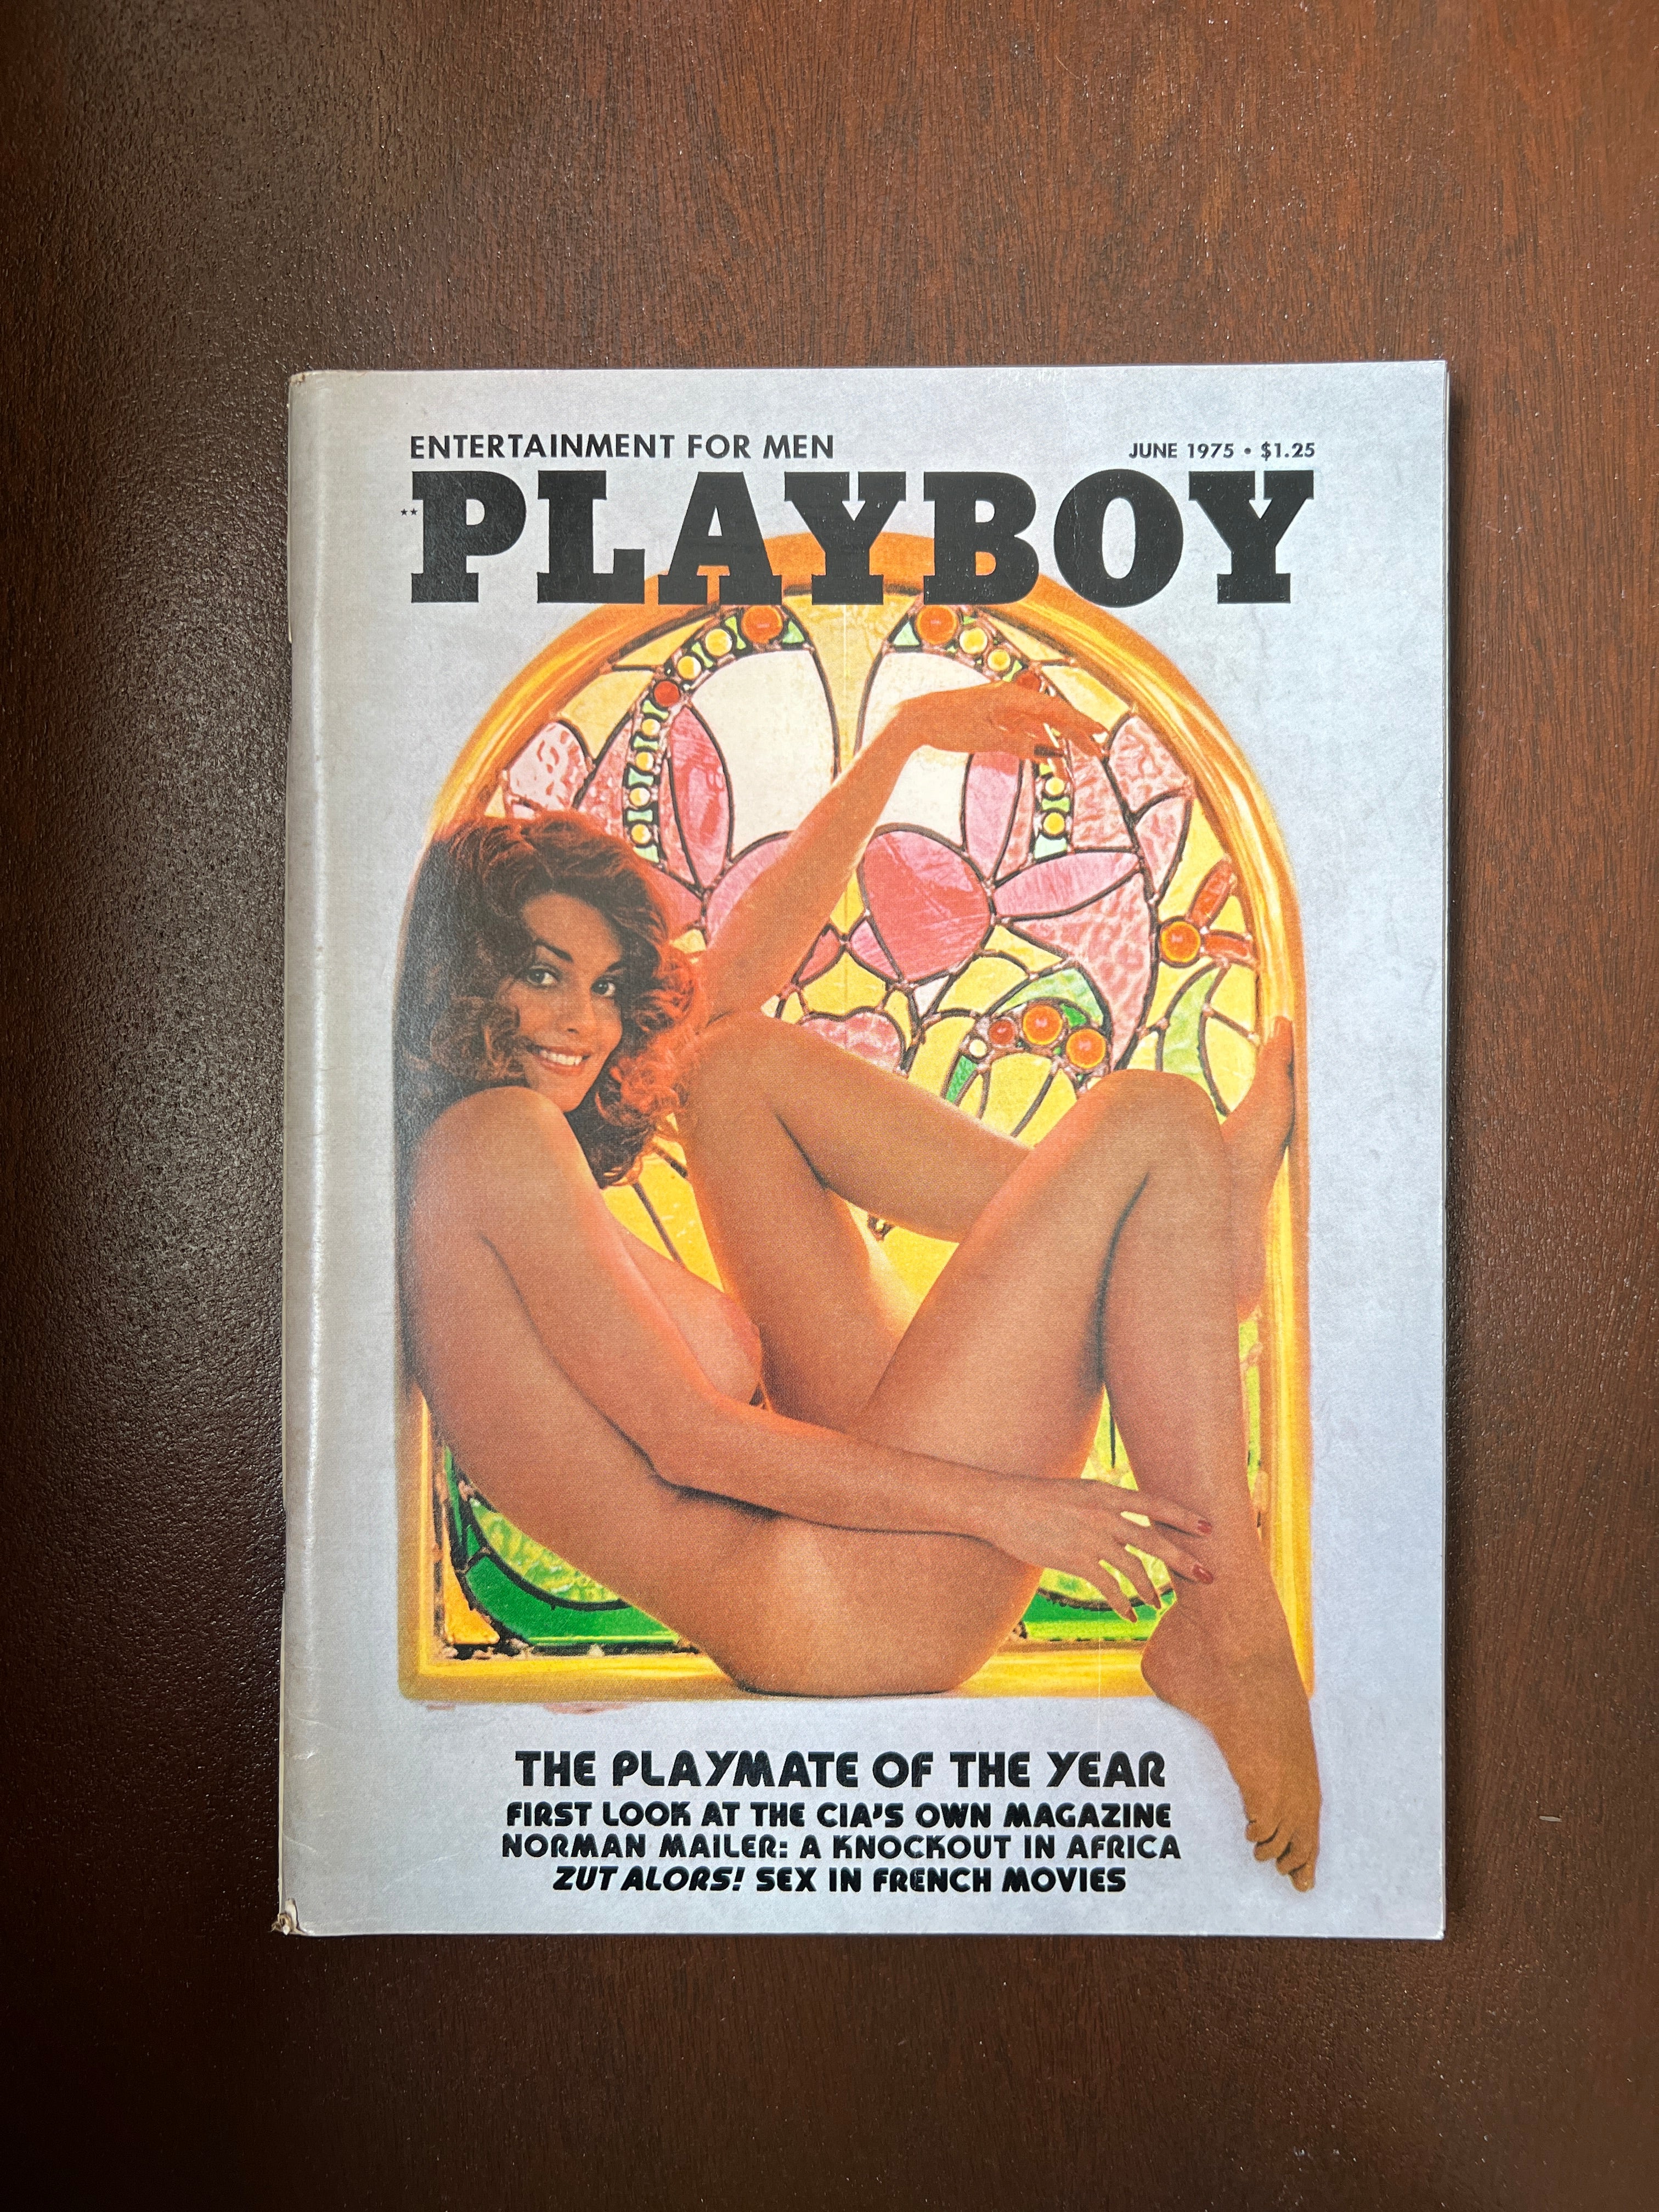 ENTERTAINMENT FOR MEN
JUNE 1975 • $1.25
**PLAYBOY
THE PLAYMATE OF THE YEAR
FIRST LOOK AT THE CIA'S OWN MAGAZINE
NORMAN MAILER: A KNOCKOUT IN AFRICA
ZUT ALORS! SEX IN FRENCH MOVIES